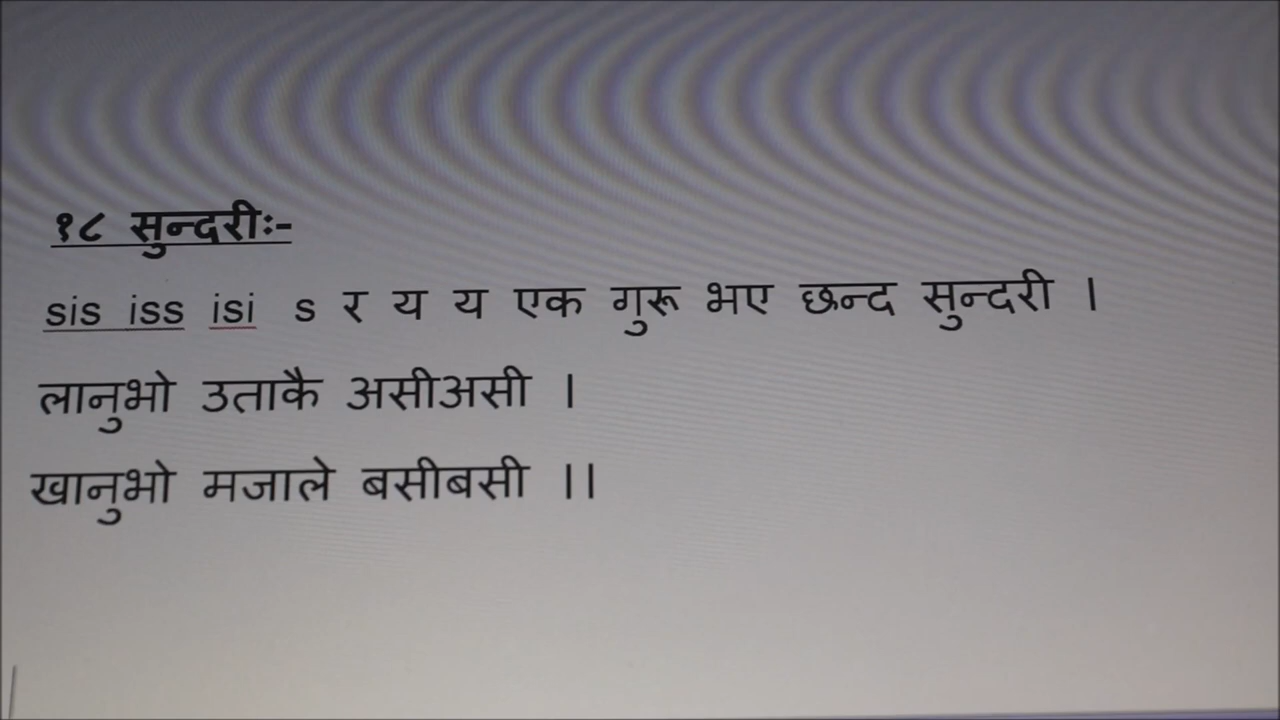 १८ सुन्दरीः-
sis iss isi s र य य एक गुरू भए छन्द सुन्दरी ।
लानुभो उताकै असीअसी ।
खानुभो मजाले बसीबसी ।।